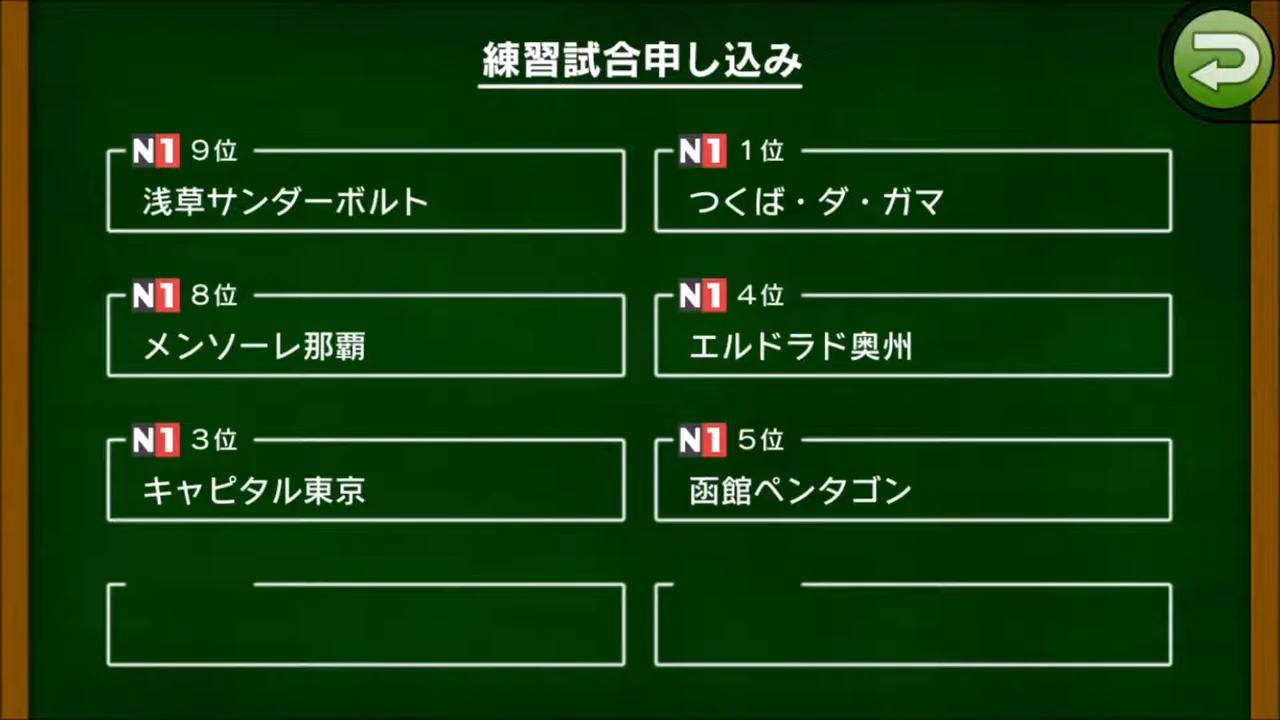 練習試合申し込み
N1 9位
浅草サンダーボルト
N1 1位
つくば・ダ・ガマ
N1 8位
メンソーレ那覇
N1 4位
エルドラド奥州
N1 3位
キャピタル東京
N1 5位
函館ペンタゴン